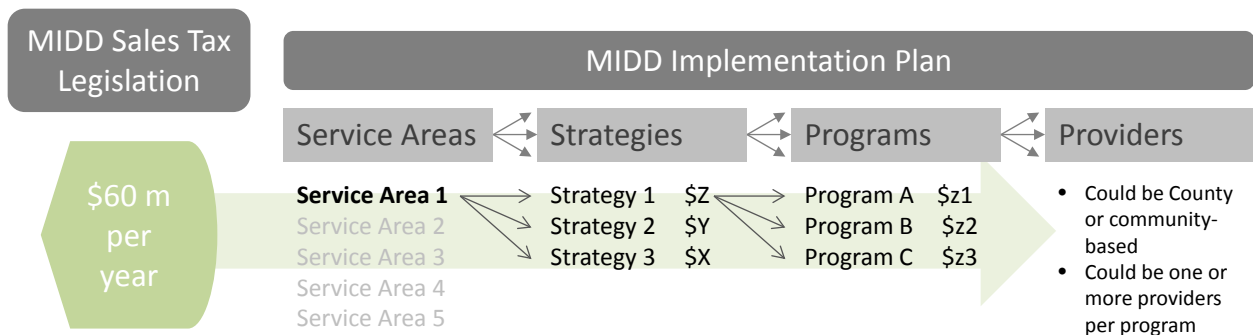 MIDD Sales Tax
Legislation
MIDD Implementation Plan
Service Areas
Strategies
Programs
Providers
$60 m
per
year
Service Area 1
Service Area 2
Service Area 3
Service Area 4
Service Area 5
Strategy 1 $Z
Strategy 2 $Y
Strategy 3 $X
Program A $z1
Program B $z2
Program C $z3
• Could be County
or community-
based
• Could be one or
more providers
per program